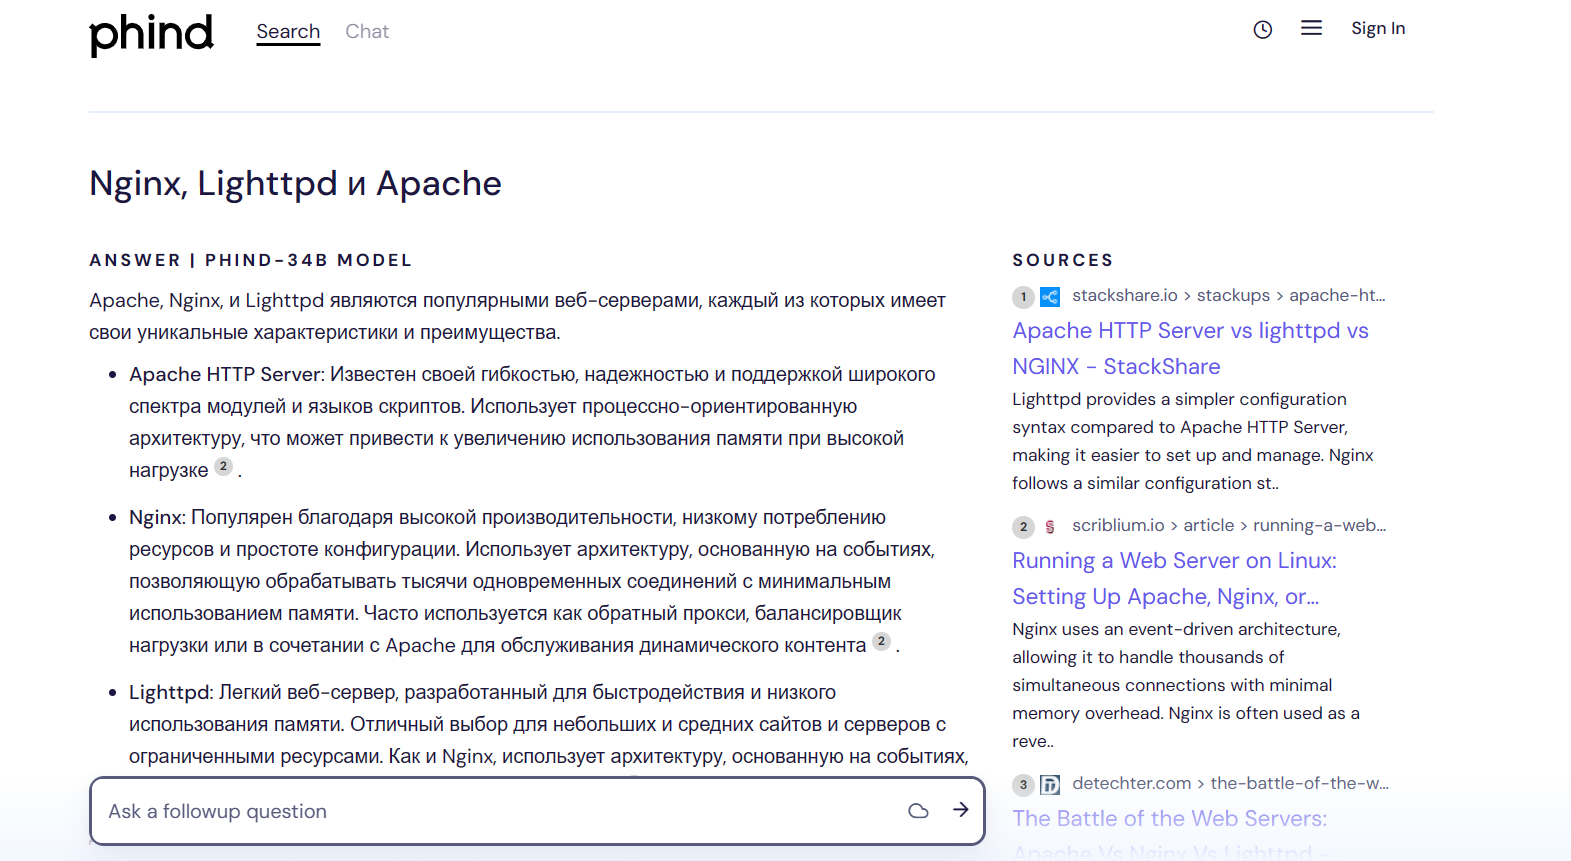 phind
Search
Chat
Sign In
Nginx, Lighttpd и Apache
ANSWER | PHIND-34B MODEL
Apache, Nginx, и Lighttpd являются популярными веб-серверами, каждый из которых имеет
свои уникальные характеристики и преимущества.
• Apache HTTP Server: Известен своей гибкостью, надежностью и поддержкой широкого
спектра модулей и языков скриптов. Использует процессно-ориентированную
архитектуру, что может привести к увеличению использования памяти при высокой
нагрузке 2 .
• Nginx: Популярен благодаря высокой производительности, низкому потреблению
ресурсов и простоте конфигурации. Использует архитектуру, основанную на событиях,
позволяющую обрабатывать тысячи одновременных соединений с минимальным
использованием памяти. Часто используется как обратный прокси, балансировщик
нагрузки или в сочетании с Apache для обслуживания динамического контента 2 .
• Lighttpd: Легкий веб-сервер, разработанный для быстродействия и низкого
использования памяти. Отличный выбор для небольших и средних сайтов и серверов с
ограниченными ресурсами. Как и Nginx, использует архитектуру, основанную на событиях,
Ask a followup question
SOURCES
1 stackshare.io > stackups > apache-ht...
Apache HTTP Server vs lighttpd vs
NGINX - StackShare
Lighttpd provides a simpler configuration
syntax compared to Apache HTTP Server,
making it easier to set up and manage. Nginx
follows a similar configuration st..
2 scriblium.io > article > running-a-web...
Running a Web Server on Linux:
Setting Up Apache, Nginx, or...
Nginx uses an event-driven architecture,
allowing it to handle thousands of
simultaneous connections with minimal
memory overhead. Nginx is often used as a
reve..
3 detechter.com > the-battle-of-the-w...
The Battle of the Web Servers:
Apache Vs Nginx Vs Lighttpd -